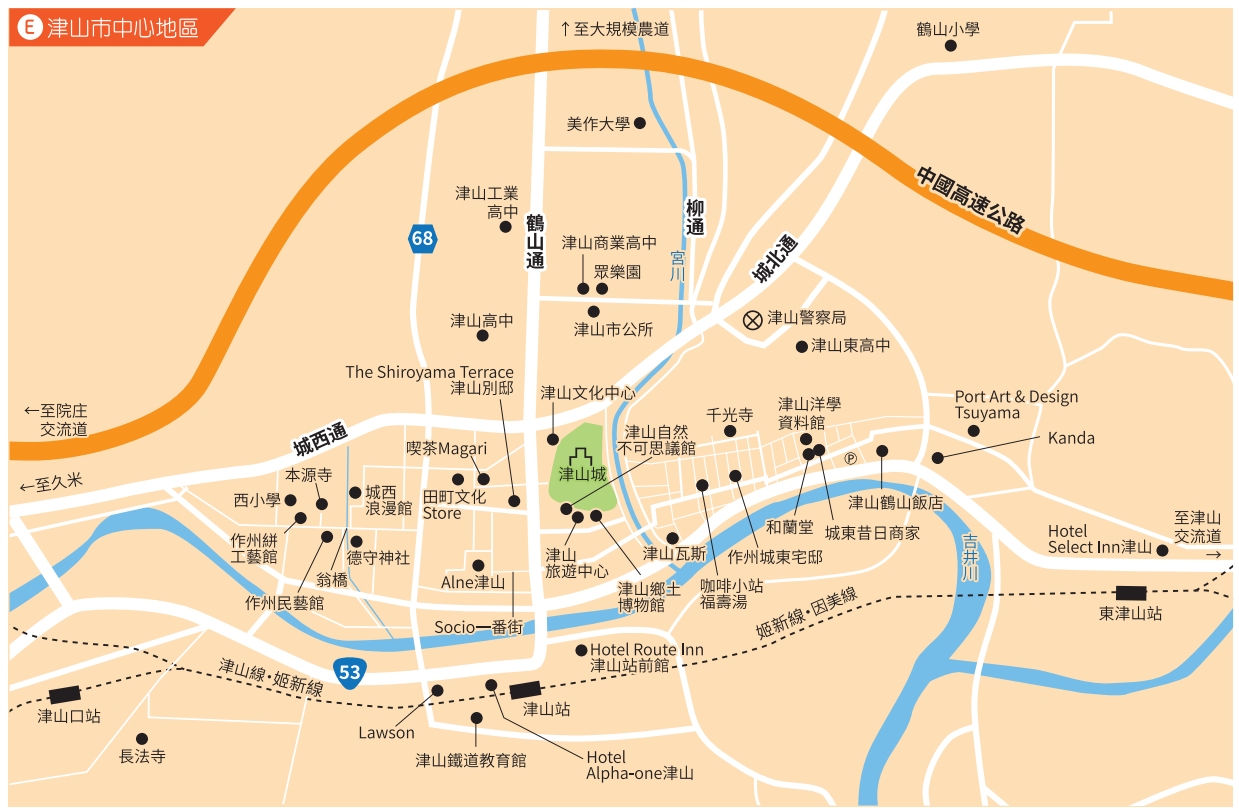 E 津山市中心地區
↑至大規模農道
鶴山小學
美作大學
中國高速公路
津山工業
高中
68
鶴山通
柳通
津山商業高中
眾樂園
宮川
城北通
津山市公所
津山警察局
津山高中
津山東高中
The Shiroyama Terrace
津山別邸
津山文化中心
←至院庄
交流道
城西通
喫茶Magari
津山自然
不可思議館
千光寺
津山洋學
資料館
Port Art & Design
Tsuyama
Kanda
←至久米
本源寺
西小學
城西
浪漫館
田町文化
Store
津山城
P
津山鶴山飯店
作州絣
工藝館
德守神社
翁橋
作州民藝館
Alne津山
津山
旅遊中心
津山瓦斯
津山鄉土
博物館
咖啡小站
福壽湯
作州城東宅邸
和蘭堂
城東昔日商家
吉井川
Hotel
Select Inn津山
至津山
交流道
→
Socio一番街
姬新線・因美線
東津山站
Hotel Route Inn
津山站前館
津山線・姬新線
53
津山口站
津山站
長法寺
Lawson
津山鐵道教育館
Hotel
Alpha-one津山